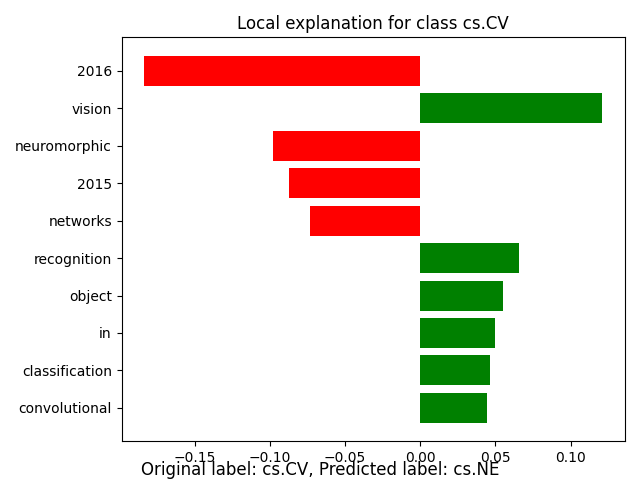 Local explanation for class cs.CV
2016
vision
neuromorphic
2015
networks
recognition
object
in
classification
convolutional
−0.15 −0.10 −0.05 0.00 0.05 0.10
Original label: cs.CV, Predicted label: cs.NE